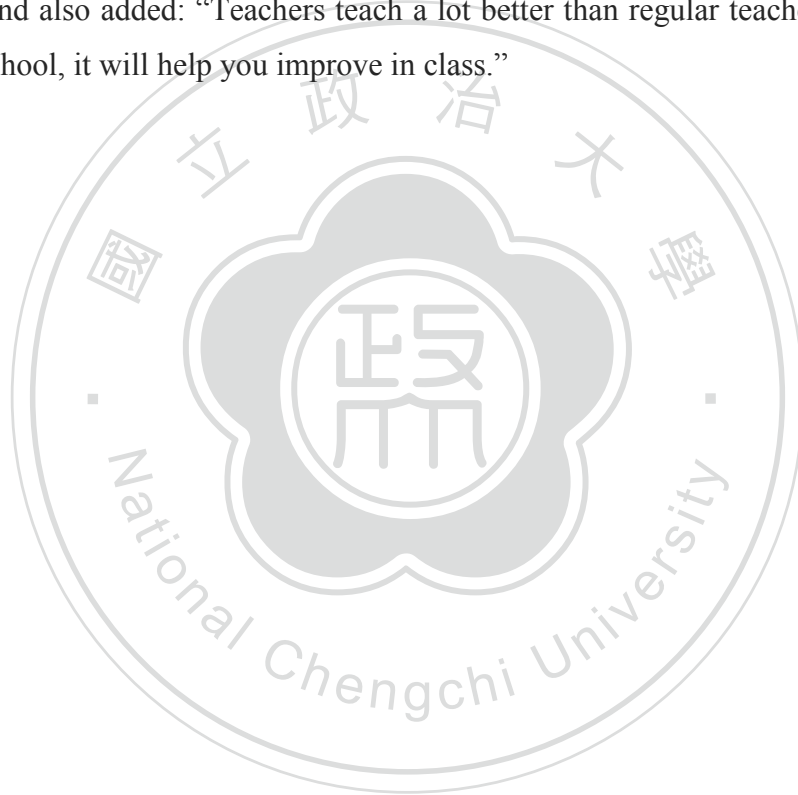 nd also added: “Teachers teach a lot better than regular teach
hool, it will help you improve in class.”
國立政治大學
政
National Chengchi University